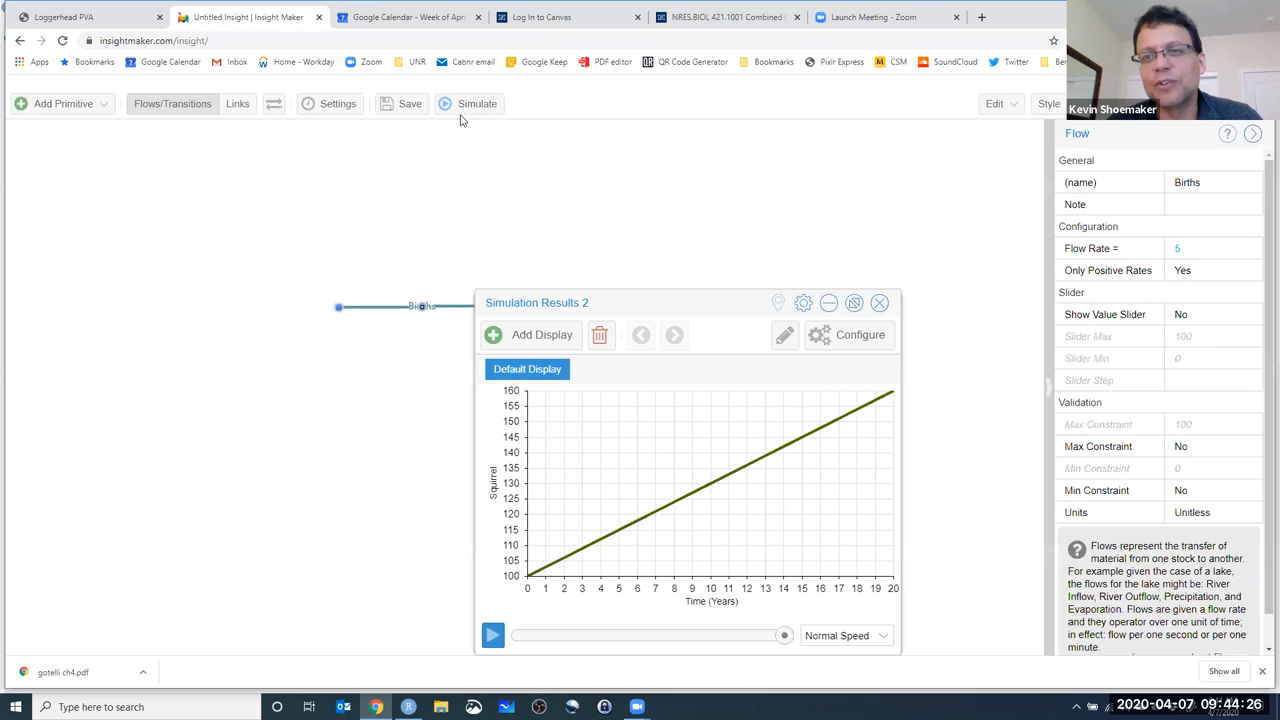 Loggerhead PVA
Untitled Insight | Insight Maker
Google Calendar - Week of Apri
Log In to Canvas
NRES.BIOL 421.1001 Combined (
Launch Meeting - Zoom
insightmaker.com/insight/
Apps
Bookmarks
Google Calendar
Inbox
Home - Workday
Zoom
UNR
Cabnr email
Google Keep
PDF editor
QR Code Generator
Bookmarks
Pixlr Express
CSM
SoundCloud
Twitter
Ber
Add Primitive
Flows/Transitions
Links
Settings
Save
Simulate
Edit
Style
Kevin Shoemaker
Flow
General
(name) Births
Note
Configuration
Flow Rate = 5
Only Positive Rates Yes
Slider
Show Value Slider No
Slider Max 100
Slider Min 0
Slider Step
Validation
Max Constraint 100
Max Constraint No
Min Constraint 0
Min Constraint No
Units Unitless
Flows represent the transfer of
material from one stock to another.
For example given the case of a lake,
the flows for the lake might be: River
Inflow, River Outflow, Precipitation, and
Evaporation. Flows are given a flow rate
and they operator over one unit of time;
in effect: flow per one second or per one
minute.
Births
Simulation Results 2
Add Display
Configure
Default Display
160
155
150
145
140
135
130
125
120
115
110
105
100
Squirrel
0 1 2 3 4 5 6 7 8 9 10 11 12 13 14 15 16 17 18 19 20
Time (Years)
Normal Speed
gotelli ch4.pdf
Show all
Type here to search
2020-04-07 09:44:26